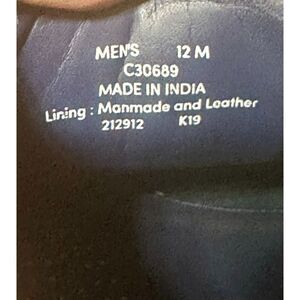 MEN'S 12 M
C30689
MADE IN INDIA
Lining : Manmade and Leather
212912 K19